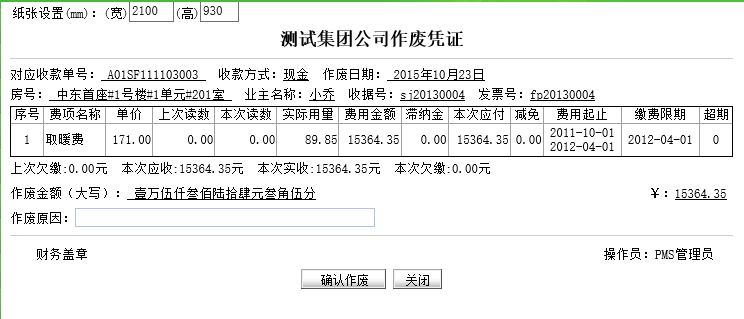 纸张设置(mm)：(宽)2100(高)930
测试集团公司作废凭证
对应收款单号：A01SF111103003 收款方式：现金 作废日期：2015年10月23日
房号：中东首座#1号楼#1单元#201室 业主名称：小乔 收据号：sj20130004 发票号：fp20130004
序号 费项名称 单价 上次读数 本次读数 实际用量 费用金额 滞纳金 本次应付 减免 费用起止 缴费限期 超期
1 取暖费 171.00 0.00 0.00 89.85 15364.35 0.00 15364.35 0.00 2011-10-01 2012-04-01 2012-04-01 0
上次欠缴:0.00元 本次应收:15364.35元 本次实收:15364.35元 本次欠缴:0.00元
作废金额（大写）：壹万伍仟叁佰陆拾肆元叁角伍分 ￥：15364.35
作废原因：
财务盖章 操作员：PMS管理员
确认作废 关闭